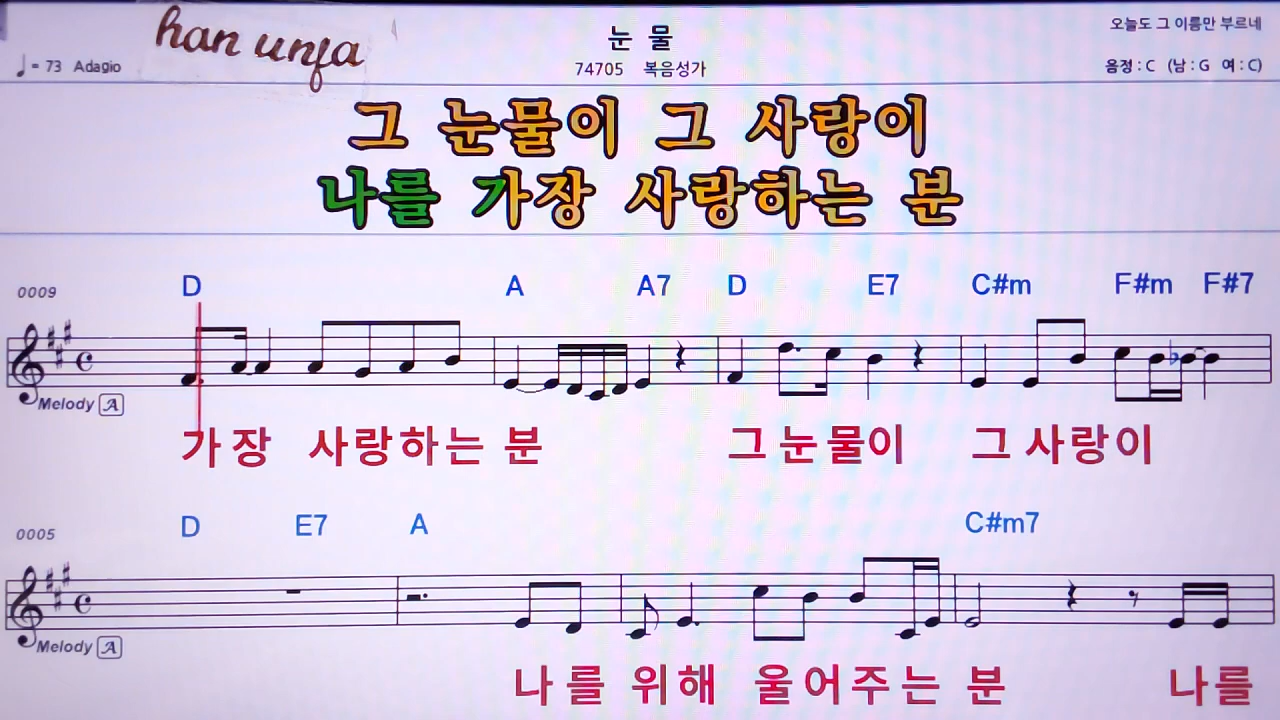 han unja
눈 물
오늘도 그 이름만 부르네
♩= 73 Adagio
74705 복음성가
음정 : C (남 : G 여 : C)
그 눈물이 그 사랑이
나를 가장 사랑하는 분
0009
D A A7 D E7 C#m F#m F#7
Melody A
가장 사랑하는 분 그눈물이 그사랑이
0005
D E7 A C#m7
Melody A
나를 위해 울어주는 분 나를